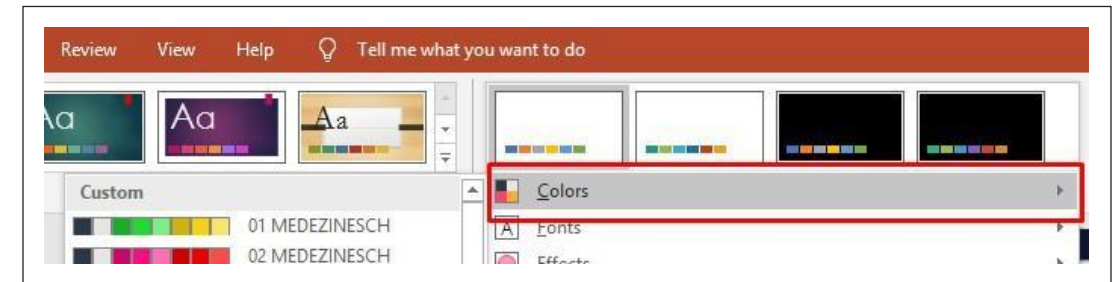 Review View Help Tell me what you want to do
Aa Aa Aa
Custom
Colors
01 MEDEZINESCH
A Fonts
02 MEDEZINESCH
Effects